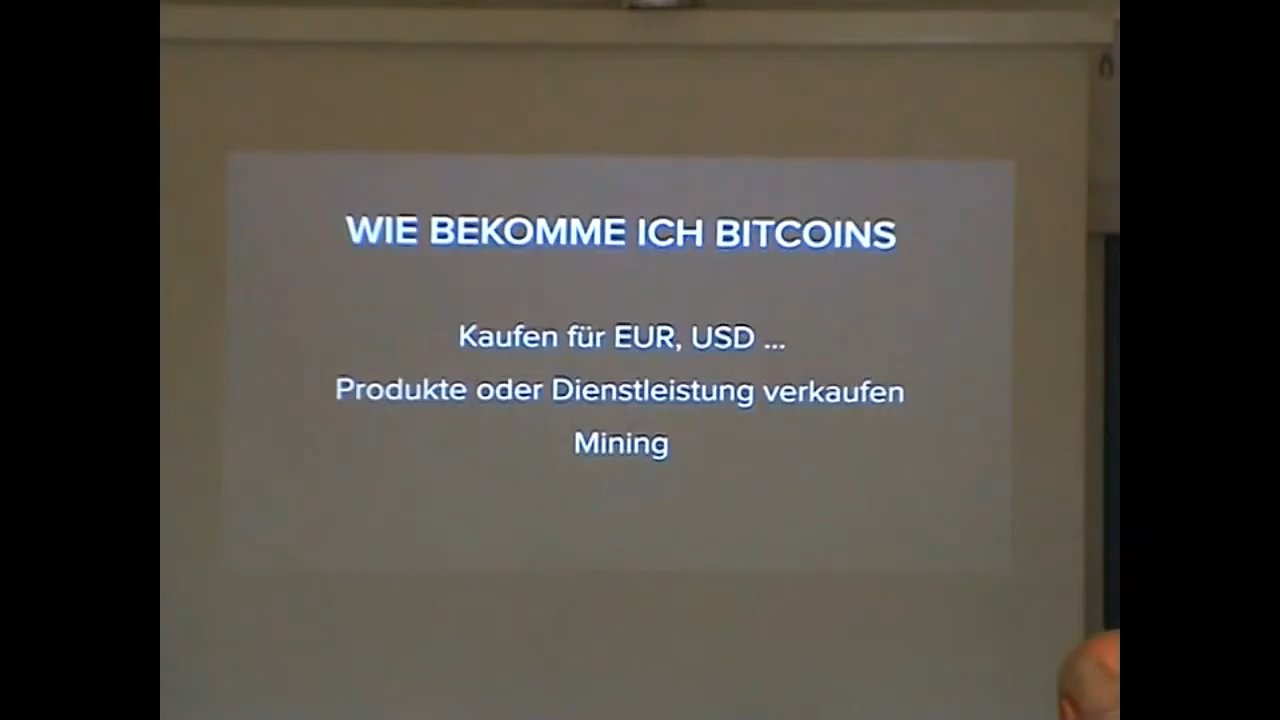 WIE BEKOMME ICH BITCOINS
Kaufen für EUR, USD ...
Produkte oder Dienstleistung verkaufen
Mining